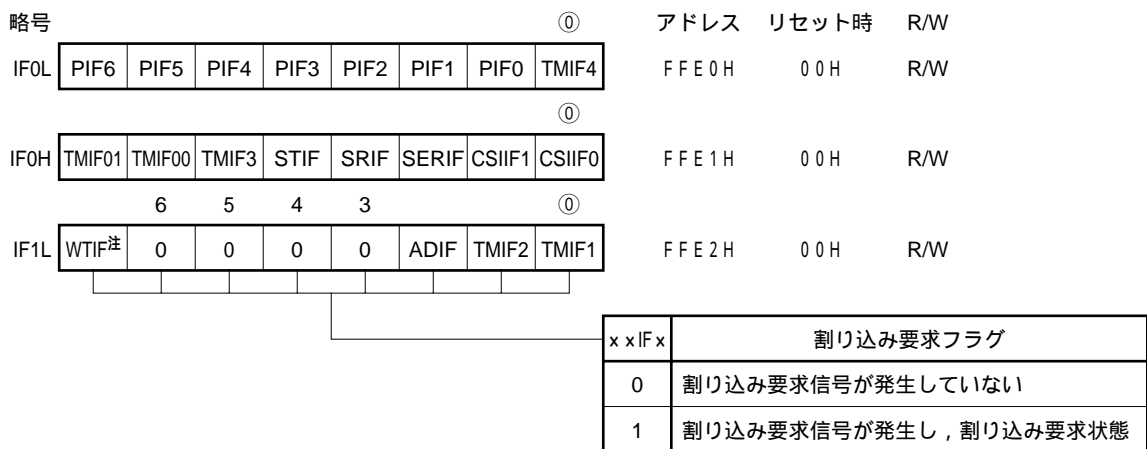 略号 ⓪ アドレス リセット時 R/W
IF0L PIF6 PIF5 PIF4 PIF3 PIF2 PIF1 PIF0 TMIF4 FFE0H 00H R/W
⓪
IF0H TMIF01 TMIF00 TMIF3 STIF SRIF SERIF CSIIF1 CSIIF0 FFE1H 00H R/W
6 5 4 3 ⓪
IF1L WTIF注 0 0 0 0 ADIF TMIF2 TMIF1 FFE2H 00H R/W
××IF× 割り込み要求フラグ
0 割り込み要求信号が発生していない
1 割り込み要求信号が発生し,割り込み要求状態